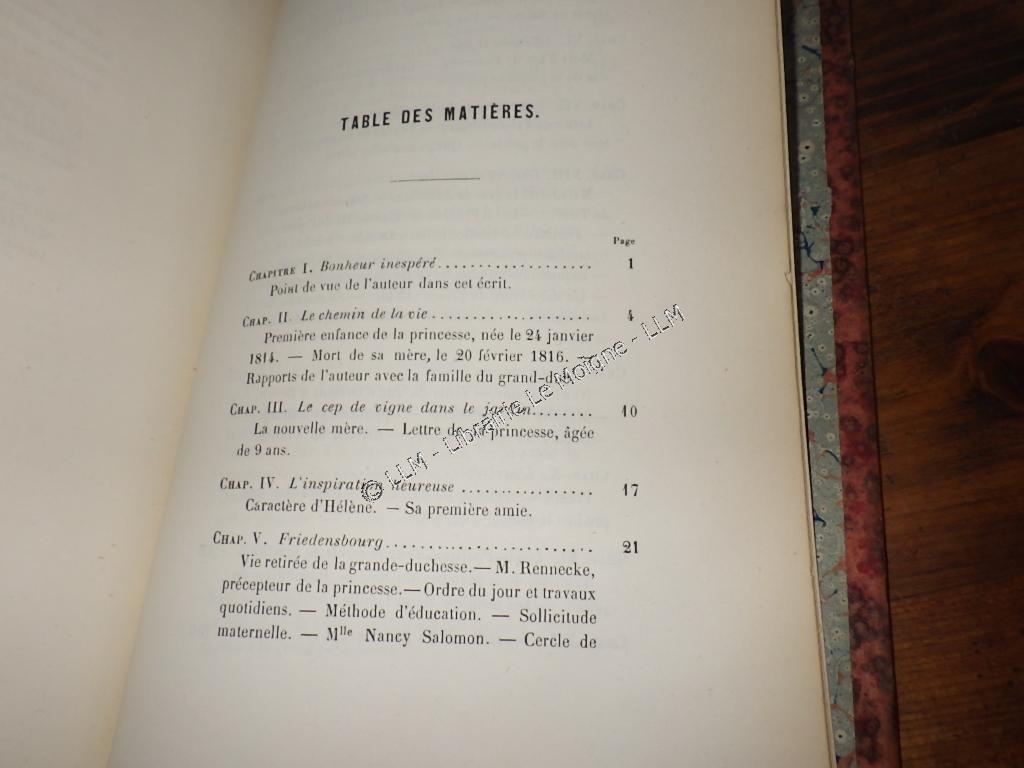 TABLE DES MATIÈRES.
Page
CHAPITRE I. Bonheur inespéré................... 1
Point de vue de l'auteur dans cet écrit.
CHAP. II. Le chemin de la vie................... 4
Première enfance de la princesse, née le 24 janvier
1814. — Mort de sa mère, le 20 février 1816. —
Rapports de l'auteur avec la famille du grand-duc.
CHAP. III. Le cep de vigne dans le jardin........ 10
La nouvelle mère. — Lettre de la princesse, âgée
de 9 ans.
CHAP. IV. L'inspiration heureuse ................ 17
Caractère d'Hélène. — Sa première amie.
CHAP. V. Friedensbourg......................... 21
Vie retirée de la grande-duchesse.— M. Rennecke,
précepteur de la princesse.— Ordre du jour et travaux
quotidiens. — Méthode d'éducation. — Sollicitude
maternelle. — Mlle Nancy Salomon. — Cercle de
© LLM - Librairie Le Moigne - LLM